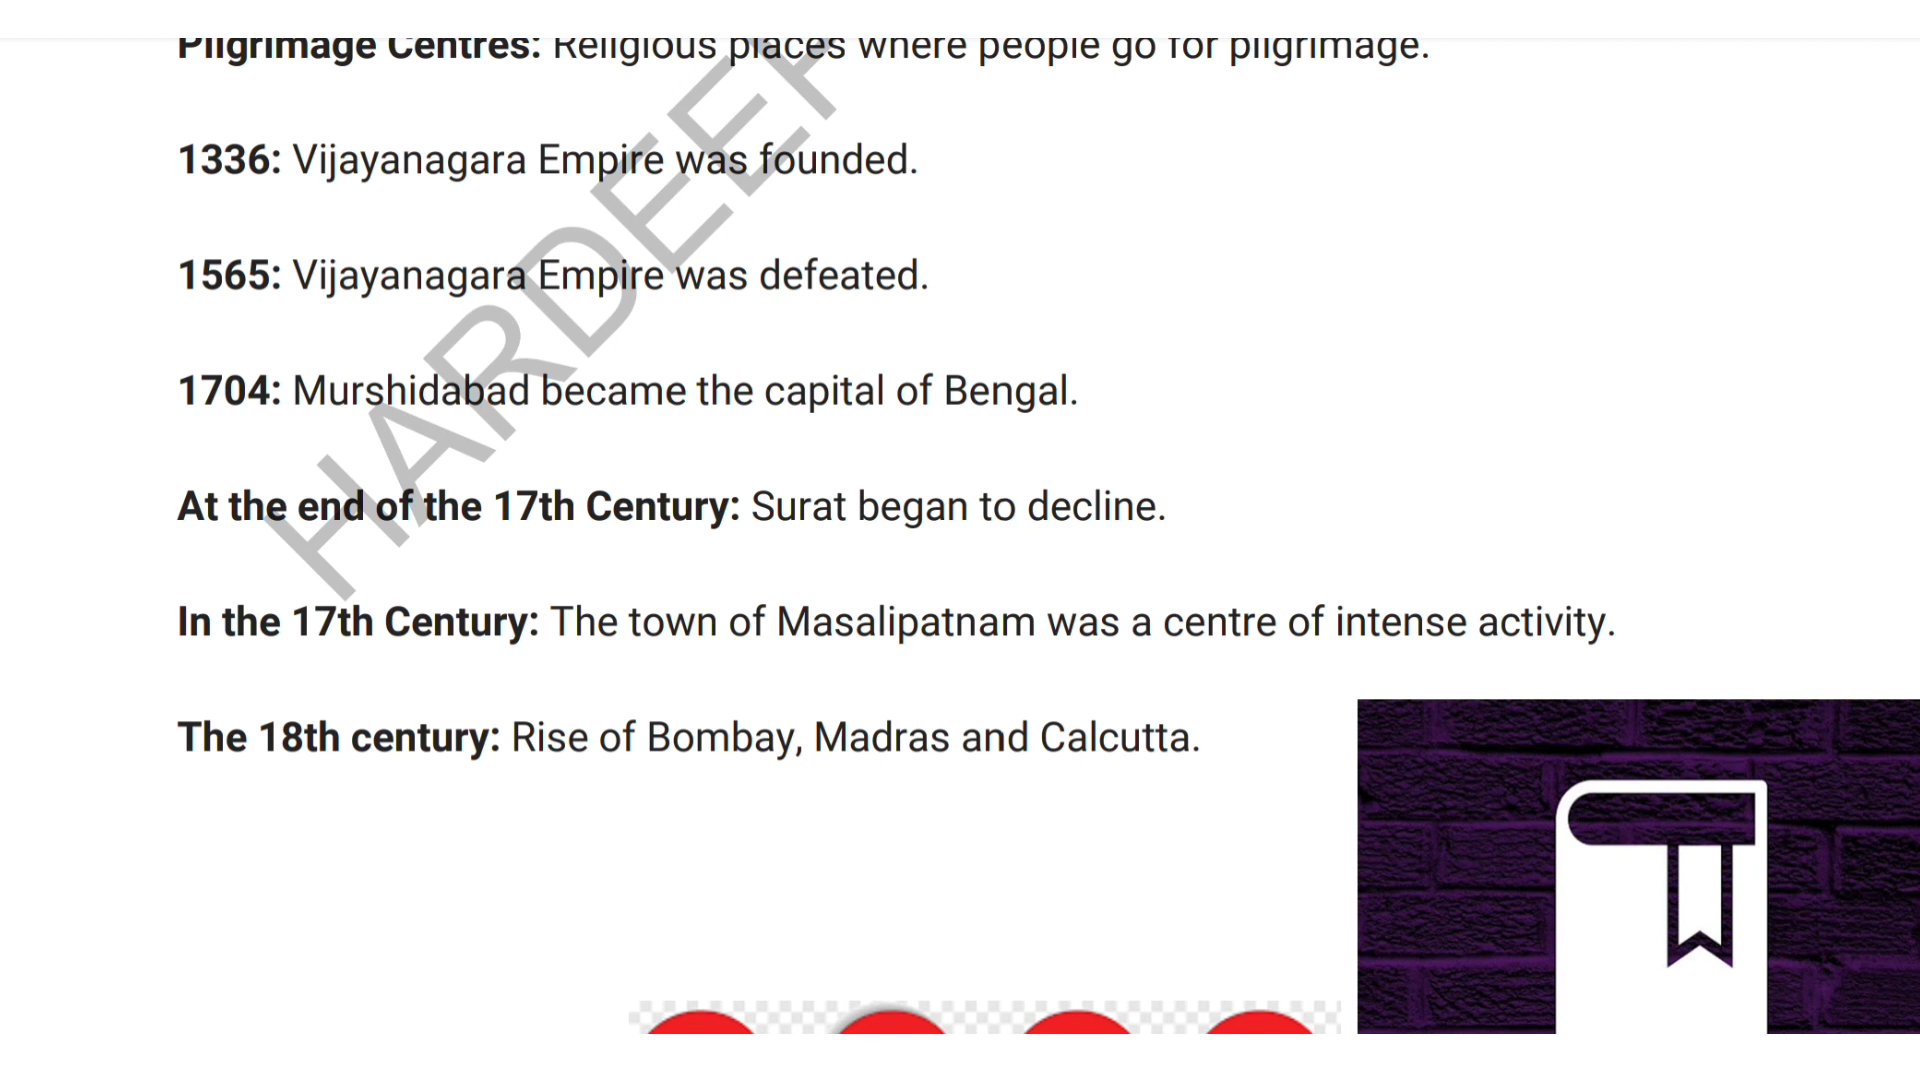 Pilgrimage Centres: Religious places where people go for pilgrimage.
1336: Vijayanagara Empire was founded.
1565: Vijayanagara Empire was defeated.
1704: Murshidabad became the capital of Bengal.
At the end of the 17th Century: Surat began to decline.
In the 17th Century: The town of Masalipatnam was a centre of intense activity.
The 18th century: Rise of Bombay, Madras and Calcutta.